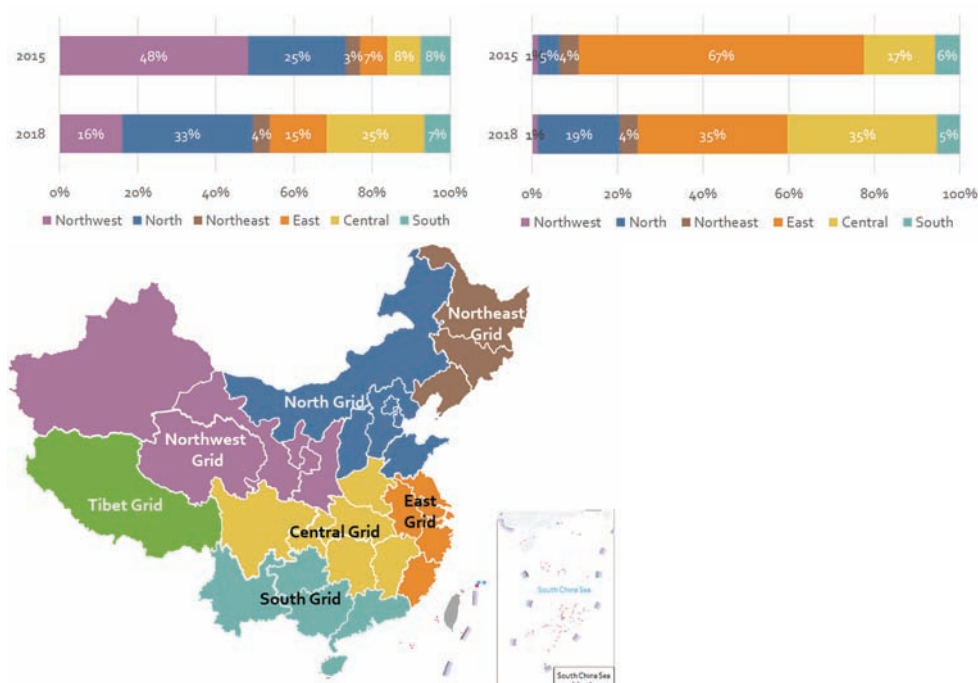 2015
48%
25%
3%
7%
8%
8%
2018
16%
33%
4%
15%
25%
7%
0%
20%
40%
60%
80%
100%
Northwest
North
Northeast
East
Central
South
2015
1%
5%
4%
67%
17%
6%
2018
1%
19%
4%
35%
35%
5%
0%
20%
40%
60%
80%
100%
Northwest
North
Northeast
East
Central
South
Northeast
Grid
North Grid
Northwest
Grid
Tibet Grid
East
Grid
Central Grid
South Grid
South China Sea
South China Sea